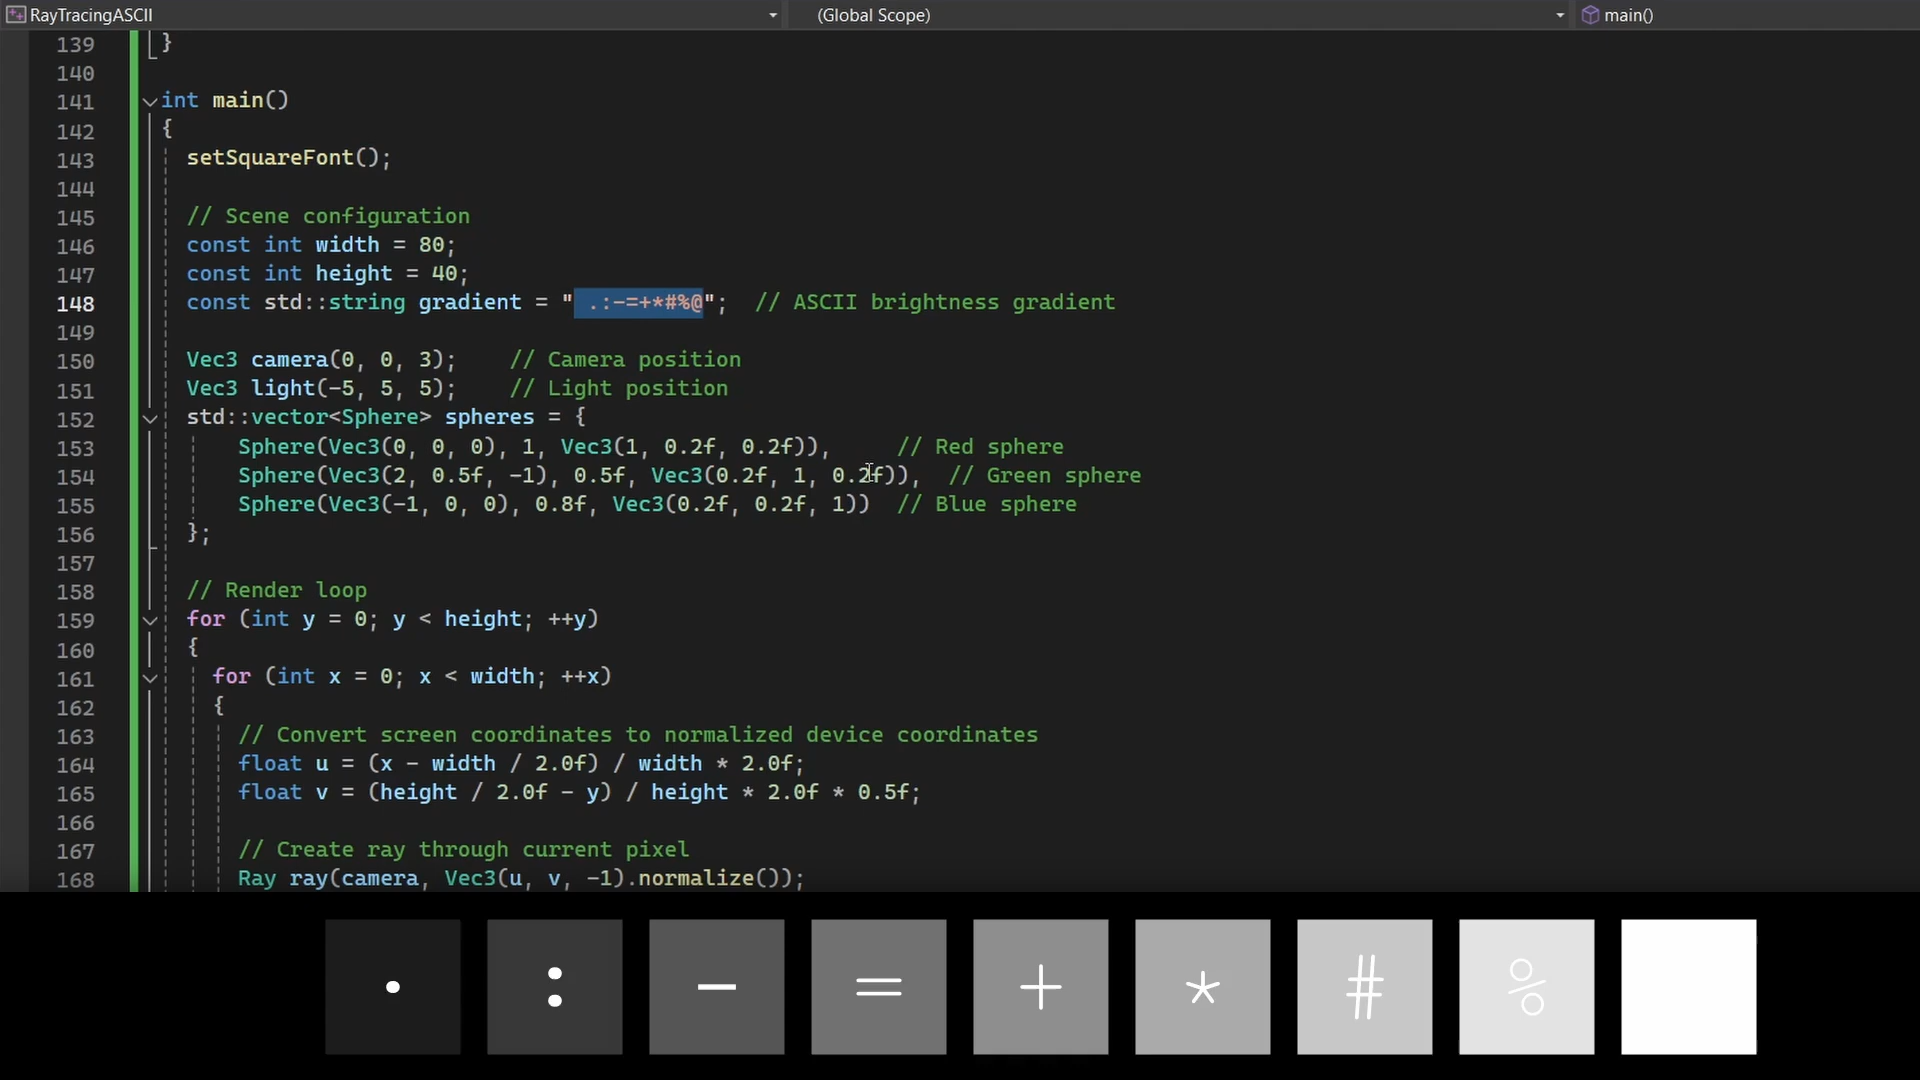 RayTracingASCII (Global Scope) main()
139 }
140
141 int main()
142 {
143 setSquareFont();
144
145 // Scene configuration
146 const int width = 80;
147 const int height = 40;
148 const std::string gradient = " .:-=+*#%@"; // ASCII brightness gradient
149
150 Vec3 camera(0, 0, 3); // Camera position
151 Vec3 light(-5, 5, 5); // Light position
152 std::vector<Sphere> spheres = {
153 Sphere(Vec3(0, 0, 0), 1, Vec3(1, 0.2f, 0.2f)), // Red sphere
154 Sphere(Vec3(2, 0.5f, -1), 0.5f, Vec3(0.2f, 1, 0.2f)), // Green sphere
155 Sphere(Vec3(-1, 0, 0), 0.8f, Vec3(0.2f, 0.2f, 1)) // Blue sphere
156 };
157
158 // Render loop
159 for (int y = 0; y < height; ++y)
160 {
161 for (int x = 0; x < width; ++x)
162 {
163 // Convert screen coordinates to normalized device coordinates
164 float u = (x - width / 2.0f) / width * 2.0f;
165 float v = (height / 2.0f - y) / height * 2.0f * 0.5f;
166
167 // Create ray through current pixel
168 Ray ray(camera, Vec3(u, v, -1).normalize());
. : - = + * # %